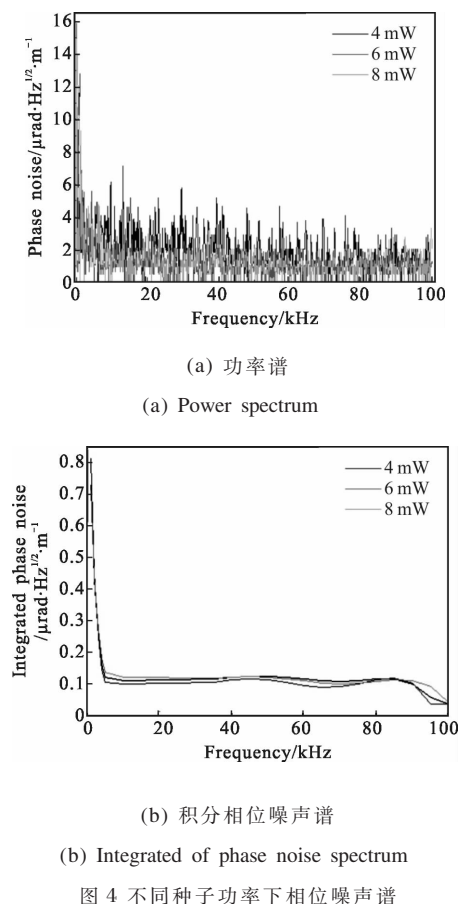 16
14
12
10
8
6
4
2
0
Phase noise/μrad·Hz^1/2·m^-1
4 mW
6 mW
8 mW
0 20 40 60 80 100
Frequency/kHz
(a) 功率谱
(a) Power spectrum
0.8
0.7
0.6
0.5
0.4
0.3
0.2
0.1
0
Integrated phase noise
/μrad·Hz^1/2·m^-1
4 mW
6 mW
8 mW
0 20 40 60 80 100
Frequency/kHz
(b) 积分相位噪声谱
(b) Integrated of phase noise spectrum
图 4 不同种子功率下相位噪声谱